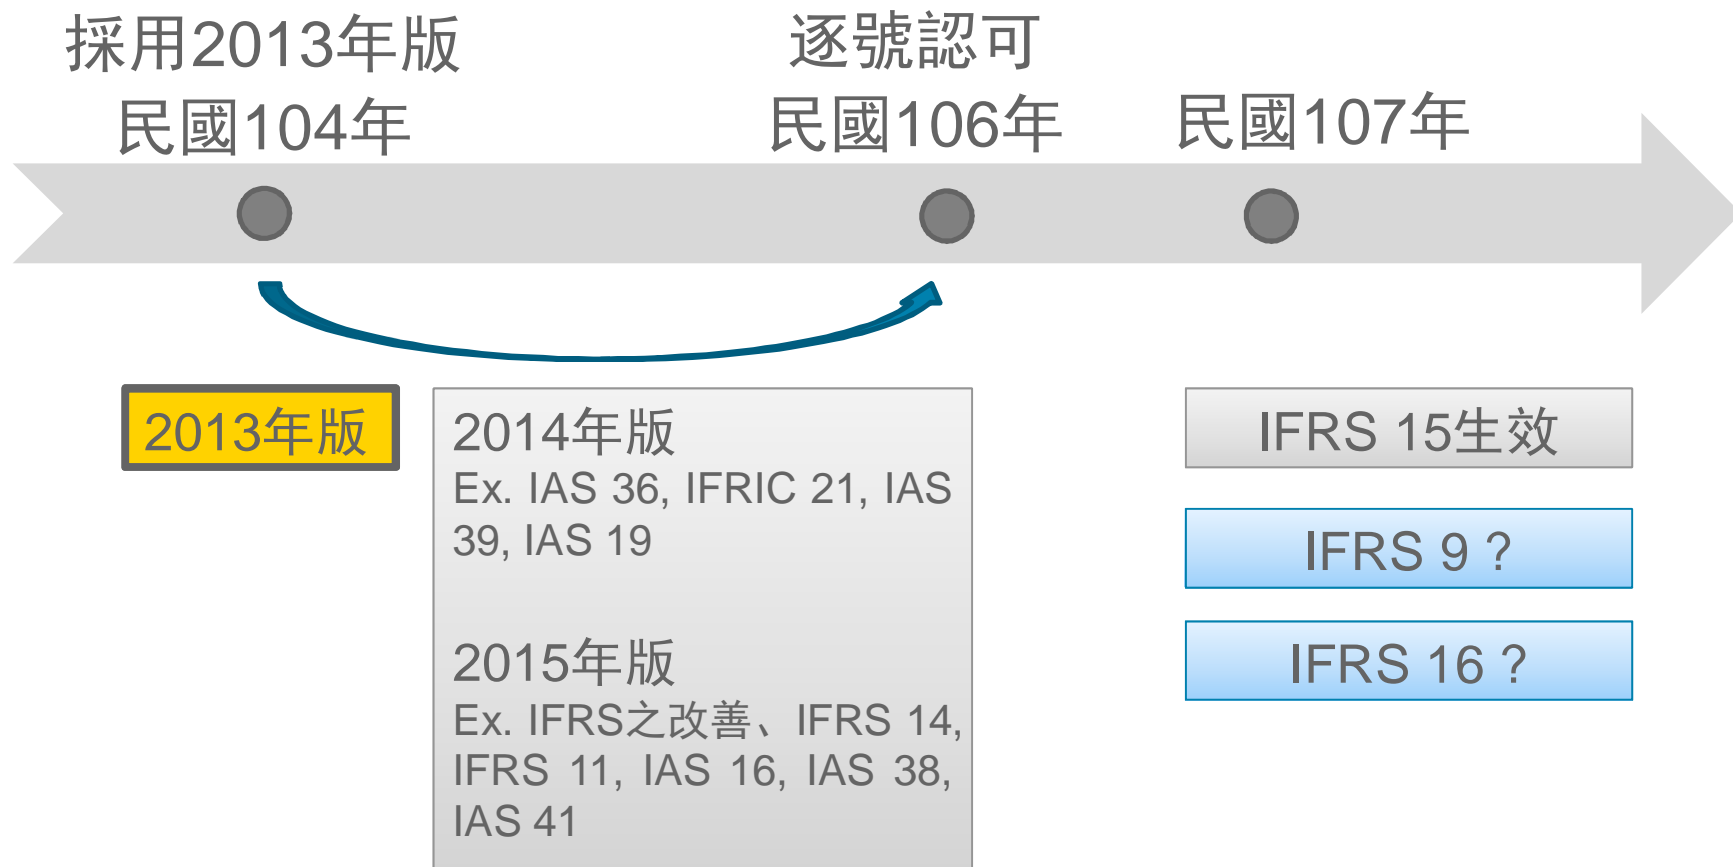 採用2013年版
民國104年
逐號認可
民國106年
民國107年
2013年版
2014年版
Ex. IAS 36, IFRIC 21, IAS
39, IAS 19
2015年版
Ex. IFRS之改善、IFRS 14,
IFRS 11, IAS 16, IAS 38,
IAS 41
IFRS 15生效
IFRS 9 ?
IFRS 16 ?